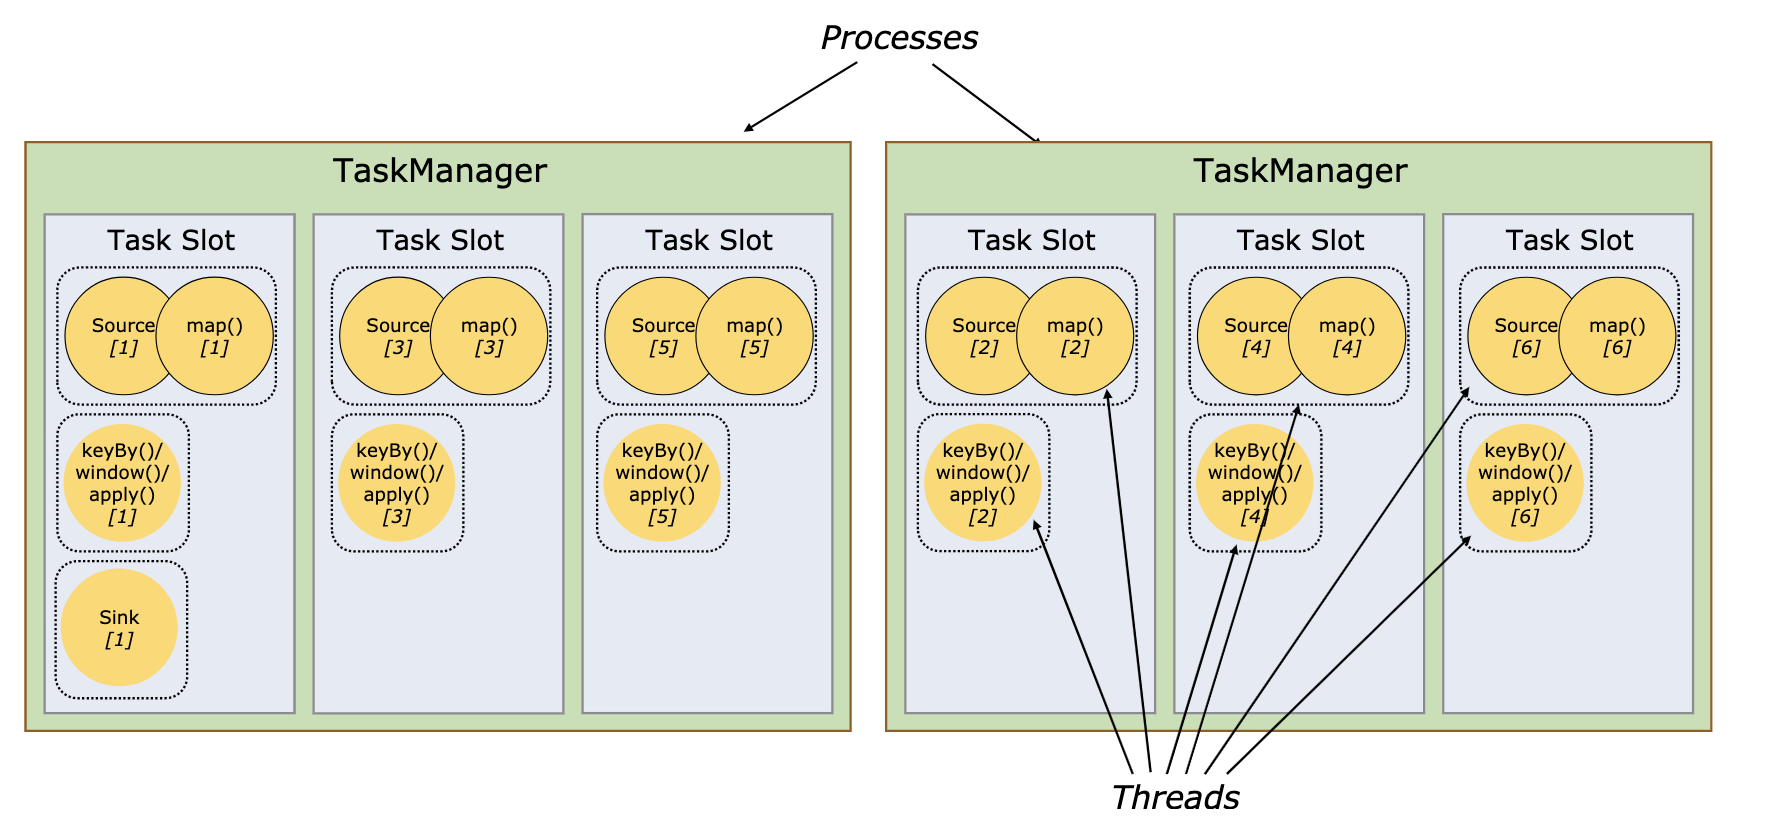 Processes
TaskManager
Task Slot
Source
[1]
map()
[1]
keyBy()/
window()/
apply()
[1]
Sink
[1]
Task Slot
Source
[3]
map()
[3]
keyBy()/
window()/
apply()
[3]
Task Slot
Source
[5]
map()
[5]
keyBy()/
window()/
apply()
[5]
TaskManager
Task Slot
Source
[2]
map()
[2]
keyBy()/
window()/
apply()
[2]
Task Slot
Source
[4]
map()
[4]
keyBy()/
window()/
apply()
[4]
Task Slot
Source
[6]
map()
[6]
keyBy()/
window()/
apply()
[6]
Threads